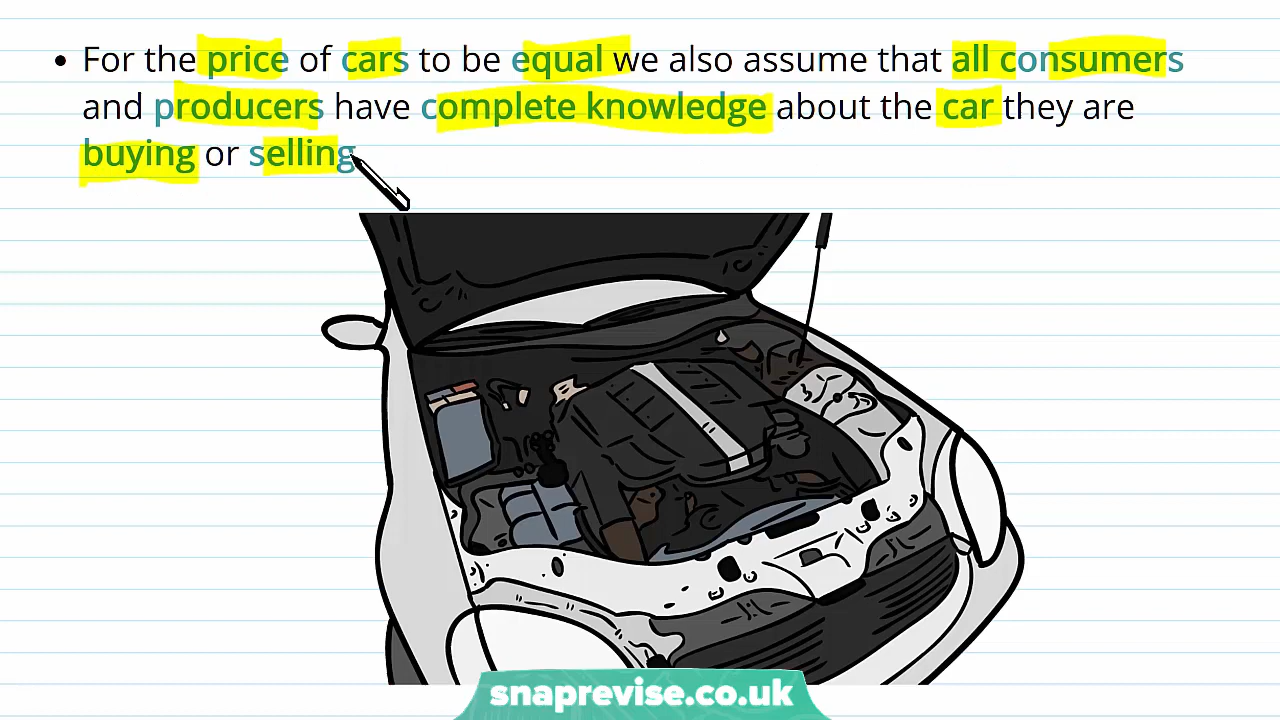 • For the price of cars to be equal we also assume that all consumers
and producers have complete knowledge about the car they are
buying or selling
snaprevise.co.uk